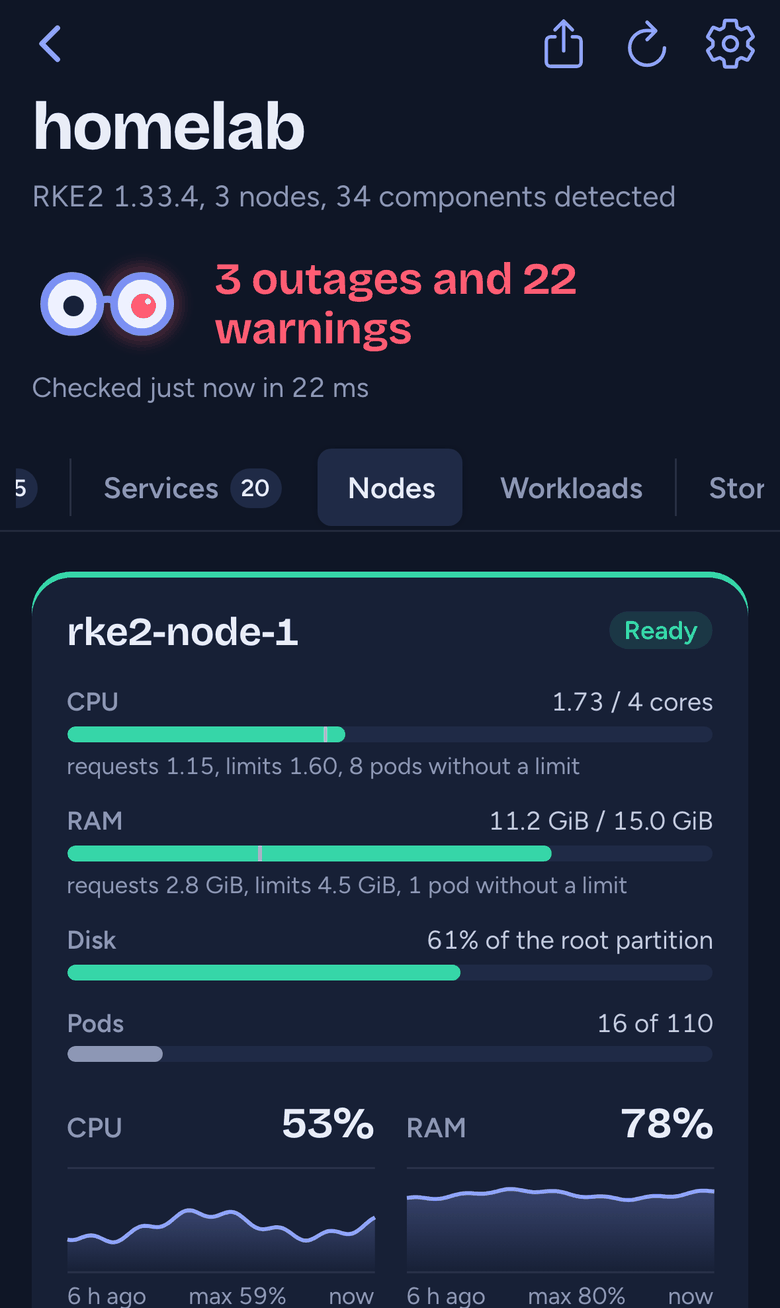 homelab
RKE2 1.33.4, 3 nodes, 34 components detected
3 outages and 22
warnings
Checked just now in 22 ms
5 Services 20 Nodes Workloads Stor
rke2-node-1 Ready
CPU 1.73 / 4 cores
requests 1.15, limits 1.60, 8 pods without a limit
RAM 11.2 GiB / 15.0 GiB
requests 2.8 GiB, limits 4.5 GiB, 1 pod without a limit
Disk 61% of the root partition
Pods 16 of 110
CPU 53% RAM 78%
6 h ago max 59% now 6 h ago max 80% now